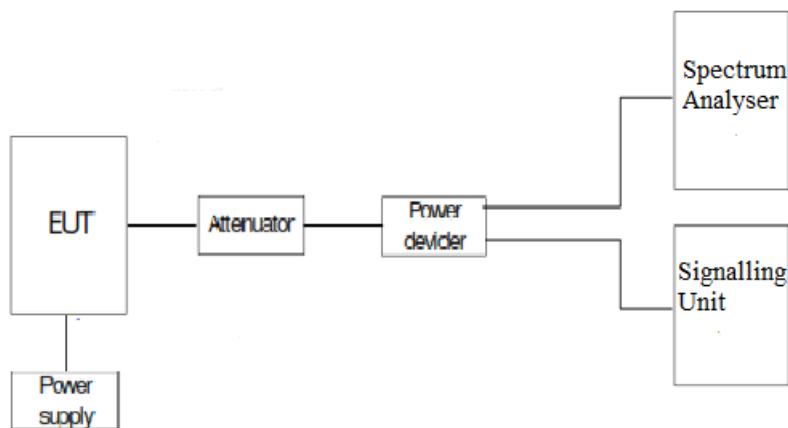 Spectrum
Analyser
EUT
Attenuator
Power
devider
Signalling
Unit
Power
supply